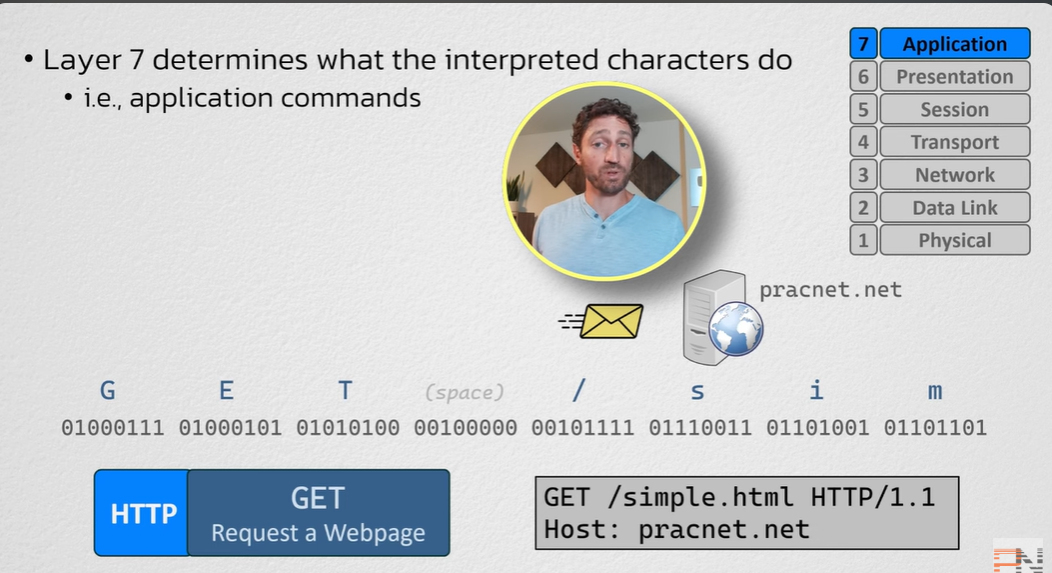 • Layer 7 determines what the interpreted characters do
• i.e., application commands
7 Application
6 Presentation
5 Session
4 Transport
3 Network
2 Data Link
1 Physical
pracnet.net
G E T (space) / s i m
01000111 01000101 01010100 00100000 00101111 01110011 01101001 01101101
HTTP
GET
Request a Webpage
GET /simple.html HTTP/1.1
Host: pracnet.net
PN